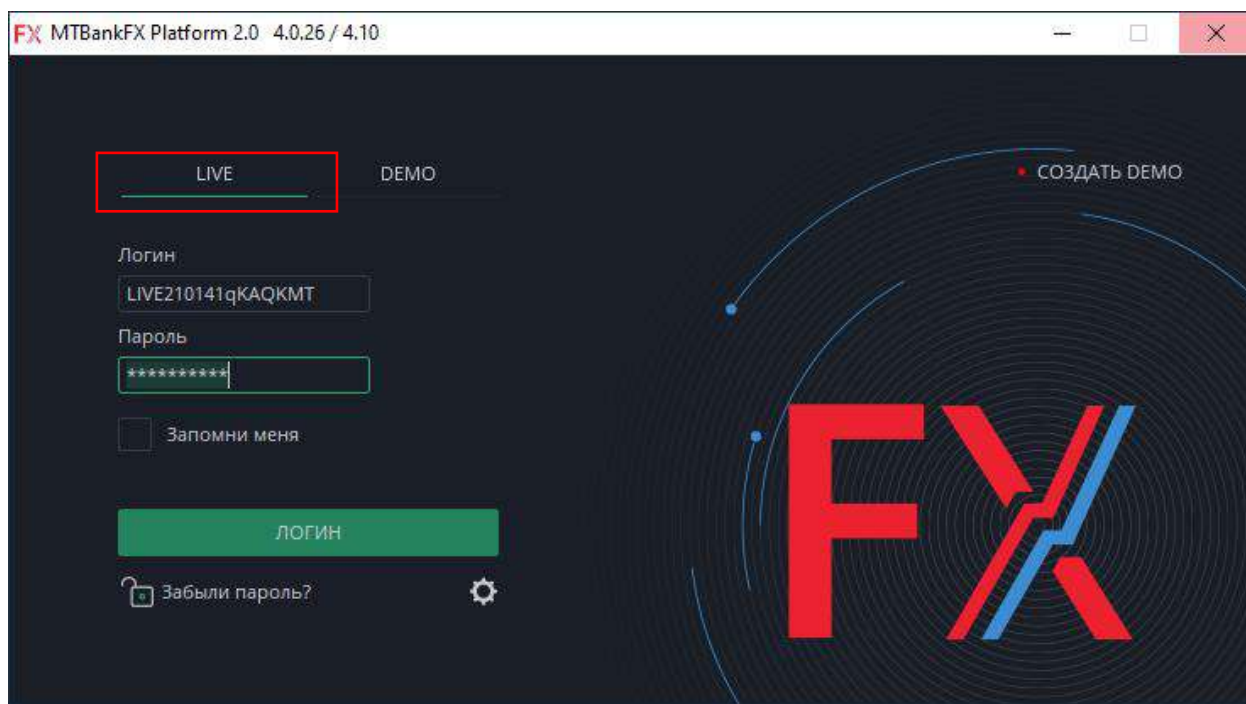 FX MTBankFX Platform 2.0 4.0.26 / 4.10
LIVE DEMO
СОЗДАТЬ DEMO
Логин
LIVE210141qKAQKMT
Пароль
**********
Запомни меня
ЛОГИН
Забыли пароль?
FX